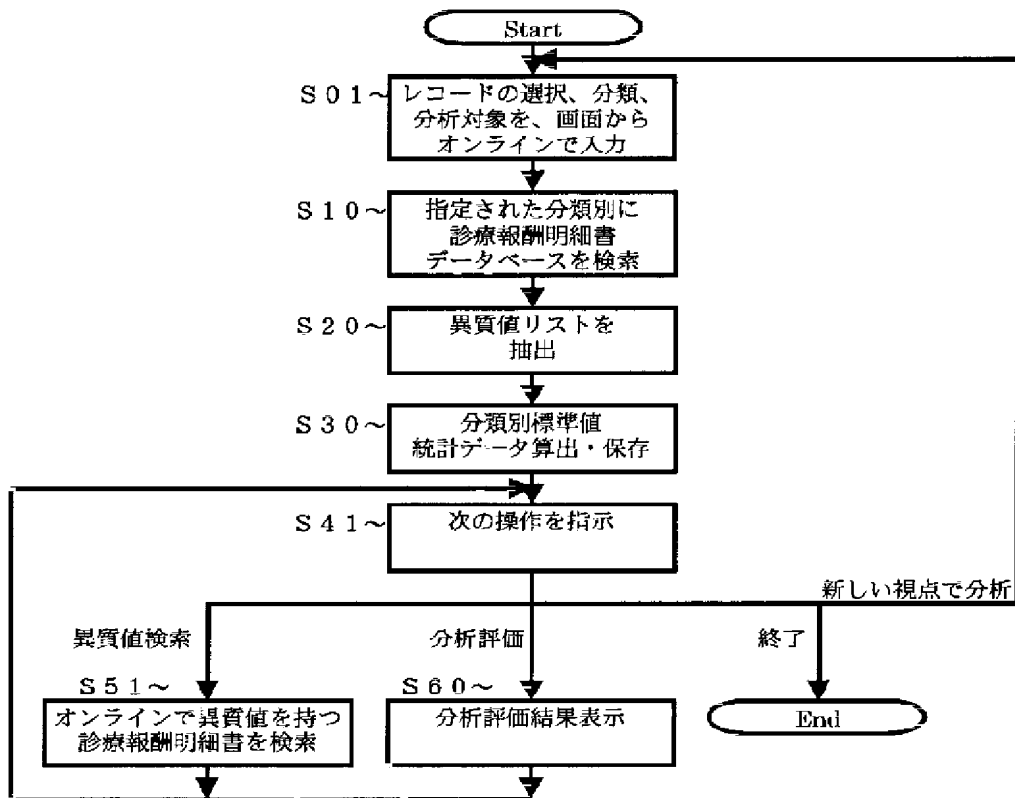 Start
S01～
レコードの選択、分類、
分析対象を、画面から
オンラインで入力
S10～
指定された分類別に
診療報酬明細書
データベースを検索
S20～
異質値リストを
抽出
S30～
分類別標準値
統計データ算出・保存
S41～
次の操作を指示
新しい視点で分析
異質値検索
分析評価
終了
S51～
オンラインで異質値を持つ
診療報酬明細書を検索
S60～
分析評価結果表示
End